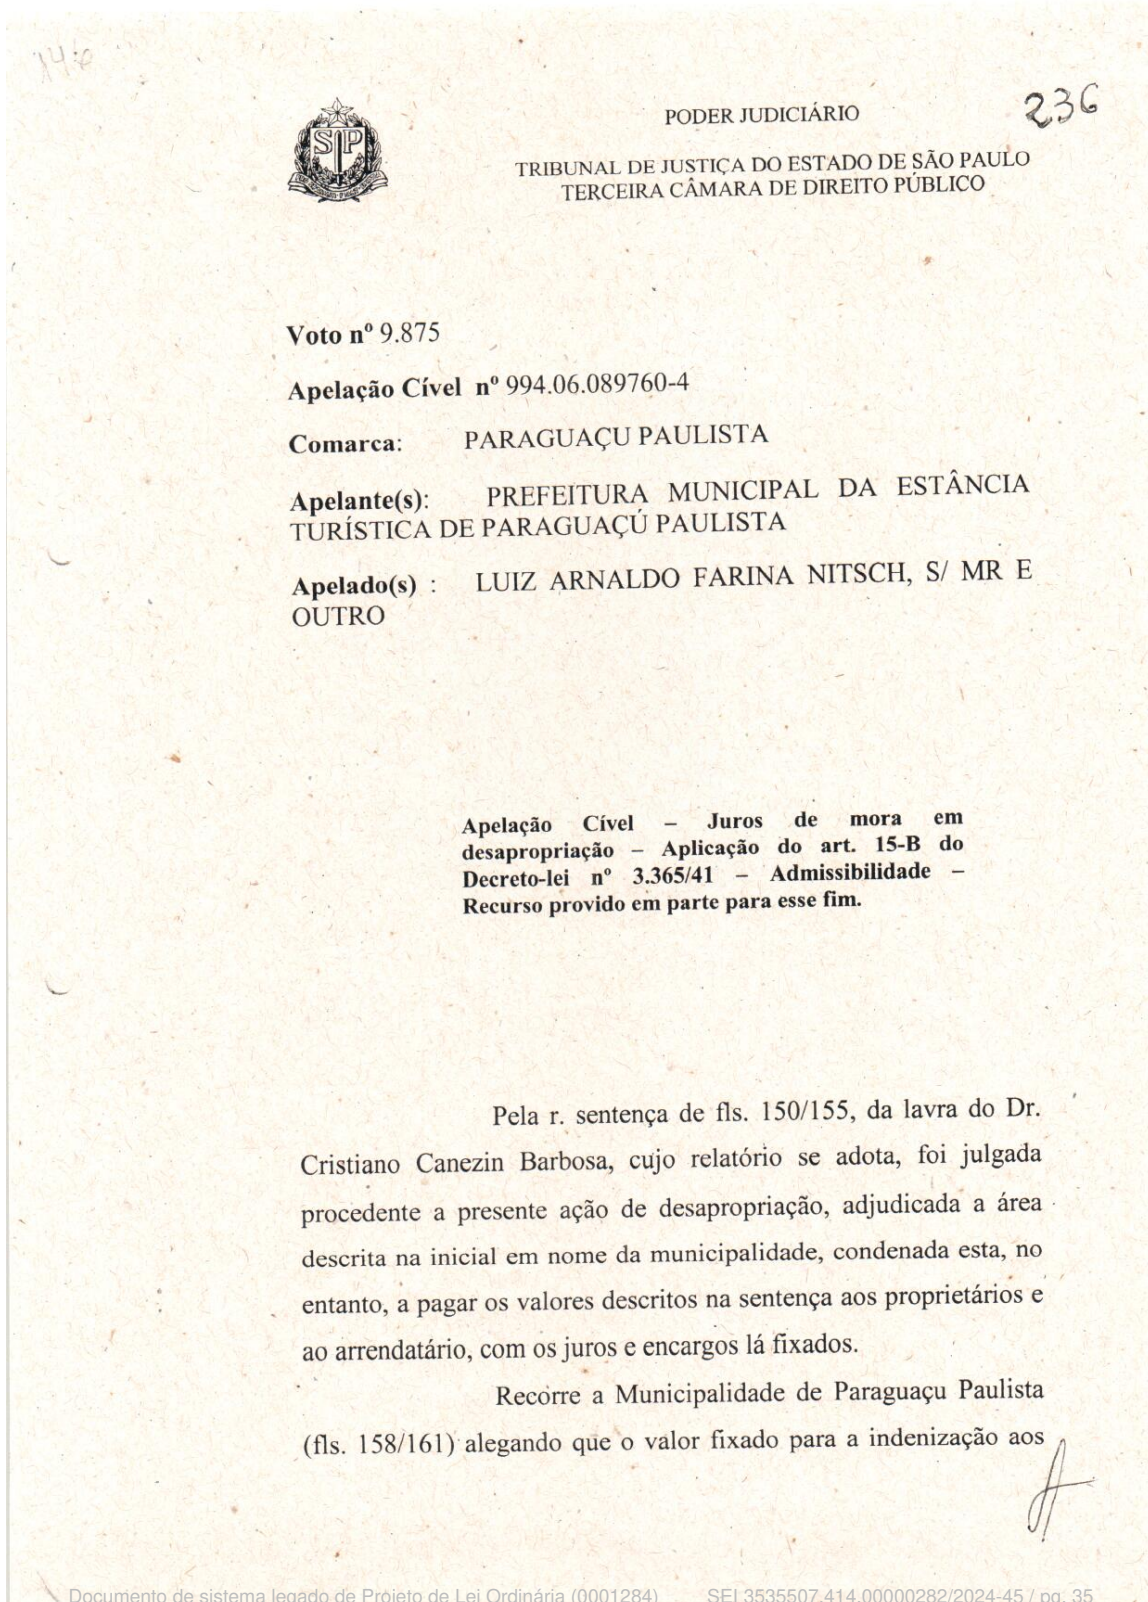 236
PODER JUDICIÁRIO
TRIBUNAL DE JUSTIÇA DO ESTADO DE SÃO PAULO
TERCEIRA CÂMARA DE DIREITO PÚBLICO
Voto nº 9.875
Apelação Cível nº 994.06.089760-4
Comarca: PARAGUAÇU PAULISTA
Apelante(s): PREFEITURA MUNICIPAL DA ESTÂNCIA
TURÍSTICA DE PARAGUAÇÚ PAULISTA
Apelado(s) : LUIZ ARNALDO FARINA NITSCH, S/ MR E
OUTRO
Apelação Cível – Juros de mora em
desapropriação – Aplicação do art. 15-B do
Decreto-lei nº 3.365/41 – Admissibilidade –
Recurso provido em parte para esse fim.
Pela r. sentença de fls. 150/155, da lavra do Dr.
Cristiano Canezin Barbosa, cujo relatório se adota, foi julgada
procedente a presente ação de desapropriação, adjudicada a área
descrita na inicial em nome da municipalidade, condenada esta, no
entanto, a pagar os valores descritos na sentença aos proprietários e
ao arrendatário, com os juros e encargos lá fixados.
Recorre a Municipalidade de Paraguaçu Paulista
(fls. 158/161) alegando que o valor fixado para a indenização aos
Documento de sistema legado de Projeto de Lei Ordinária (0001284) SEI 3535507.414.00000282/2024-45 / pg. 35